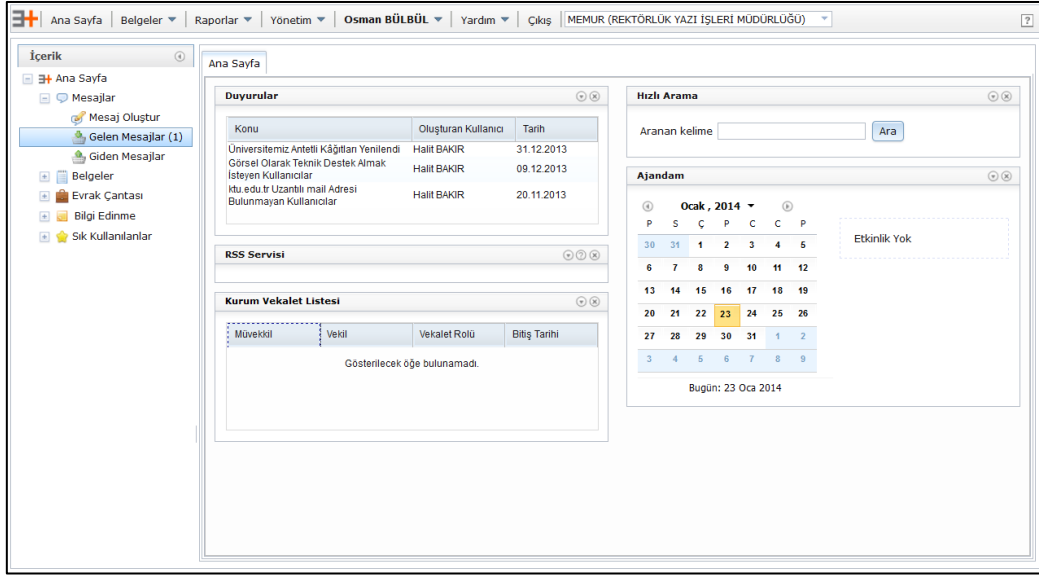 Ana Sayfa Belgeler Raporlar Yönetim Osman BÜLBÜL Yardım Çıkış MEMUR (REKTÖRLÜK YAZI İŞLERİ MÜDÜRLÜĞÜ) ?
İçerik
Ana Sayfa
Mesajlar
Mesaj Oluştur
Gelen Mesajlar (1)
Giden Mesajlar
Belgeler
Evrak Çantası
Bilgi Edinme
Sık Kullanılanlar
Ana Sayfa
Duyurular
Konu Oluşturan Kullanıcı Tarih
Üniversitemiz Antetli Kâğıtları Yenilendi Halit BAKIR 31.12.2013
Görsel Olarak Teknik Destek Almak
İsteyen Kullanıcılar Halit BAKIR 09.12.2013
ktu.edu.tr Uzantılı mail Adresi
Bulunmayan Kullanıcılar Halit BAKIR 20.11.2013
RSS Servisi
Kurum Vekalet Listesi
Müvekkil Vekil Vekalet Rolü Bitiş Tarihi
Gösterilecek öğe bulunamadı.
Hızlı Arama
Aranan kelime Ara
Ajandam
Ocak , 2014
P S Ç P C C P
30 31 1 2 3 4 5
6 7 8 9 10 11 12
13 14 15 16 17 18 19
20 21 22 23 24 25 26
27 28 29 30 31 1 2
3 4 5 6 7 8 9
Bugün: 23 Oca 2014
Etkinlik Yok